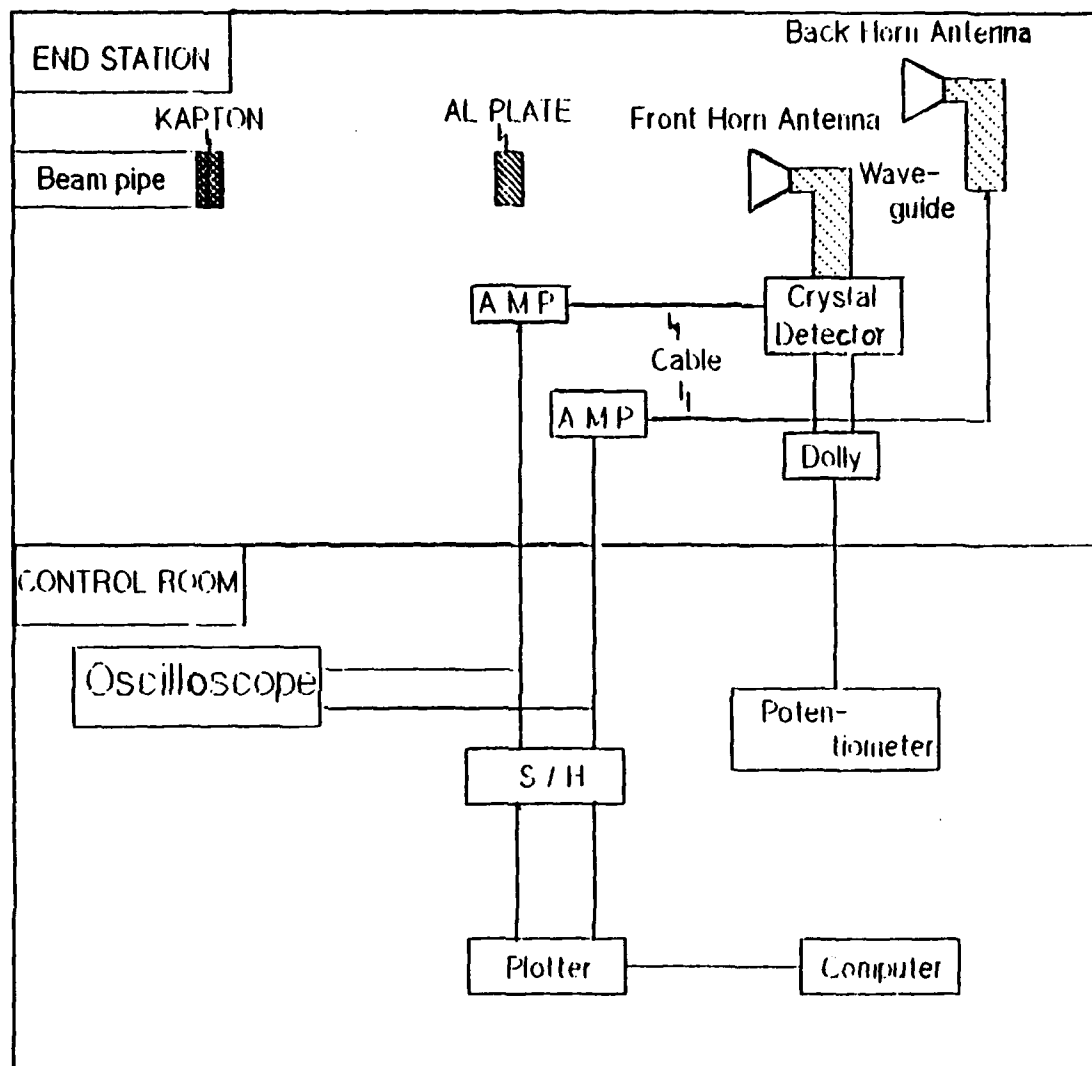 Back Horn Antenna
END STATION
KAPTON
AL PLATE
Front Horn Antenna
Beam pipe
Wave-
guide
AMP
Crystal
Detector
Cable
AMP
Dolly
CONTROL ROOM
Oscilloscope
Poten-
tiometer
S/H
Plotter
Computer